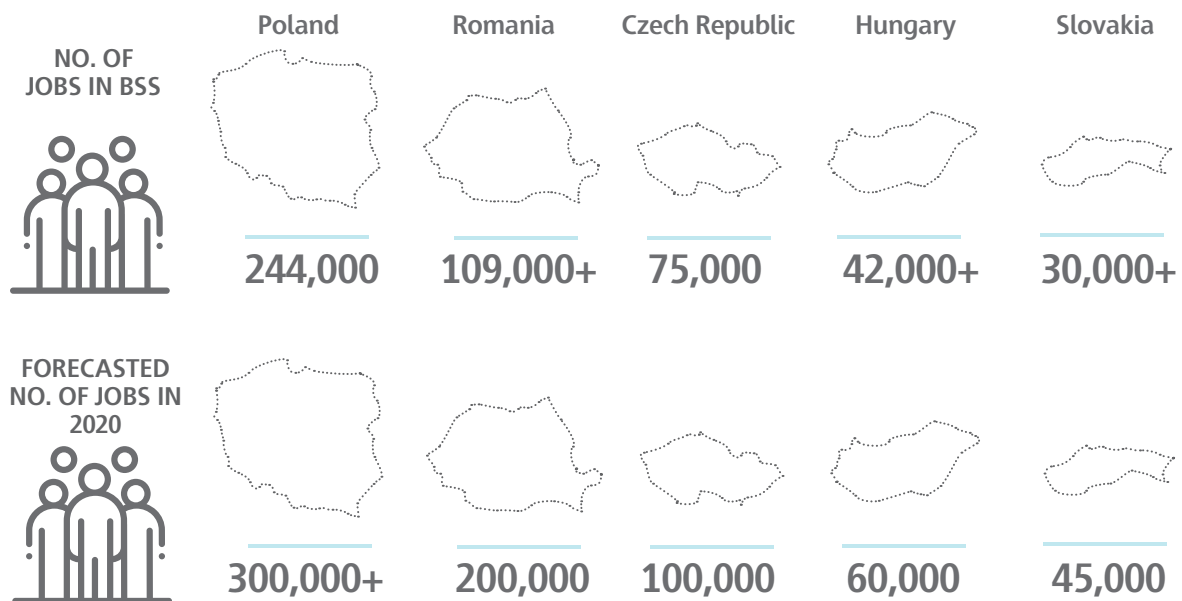 Poland Romania Czech Republic Hungary Slovakia
NO. OF
JOBS IN BSS
244,000 109,000+ 75,000 42,000+ 30,000+
FORECASTED
NO. OF JOBS IN
2020
300,000+ 200,000 100,000 60,000 45,000